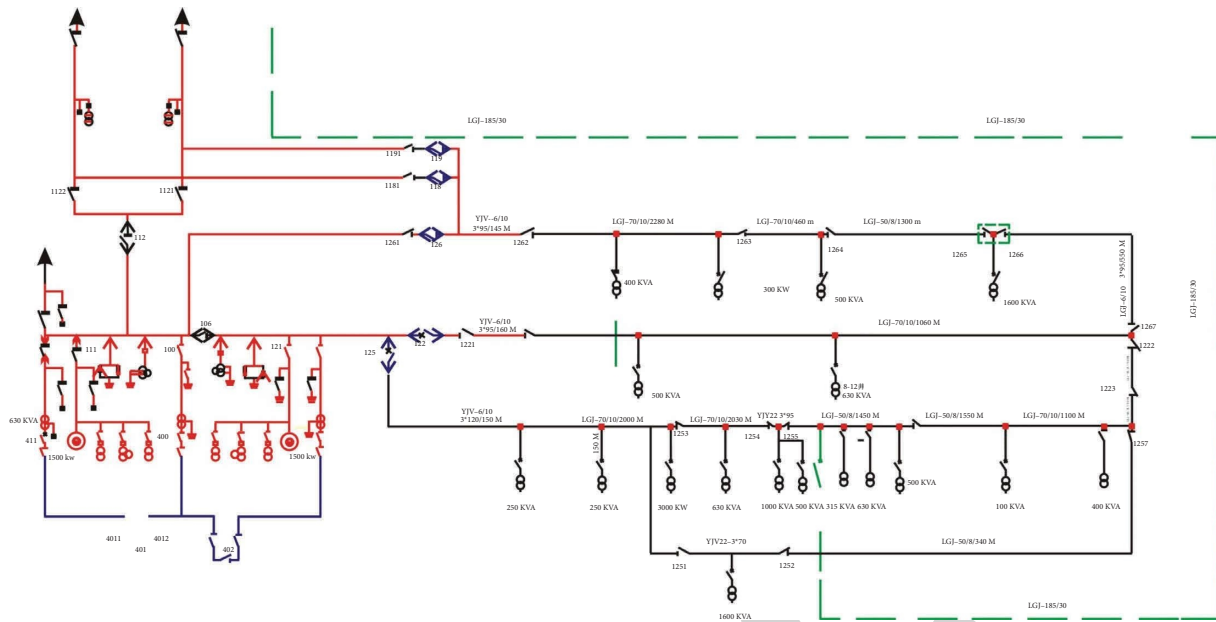 LGJ–185/30
LGJ–185/30
1191
119
1122
1121
1181
118
112
1261
126
YJV--6/10
3*95/145 M
1262
LGJ–70/10/2280 M
1263
LGJ–70/10/460 m
1264
LGJ–50/8/1300 m
1265
1266
400 KVA
300 KW
500 KVA
1600 KVA
3*95/550 M
LGJ–6/10
LGJ–185/30
106
122
1221
YJV–6/10
3*95/160 M
LGJ–70/10/1060 M
1267
1222
111
100
121
125
500 KVA
8-12井
630 KVA
1223
630 KVA
411
1500 kw
400
1500 kw
YJV–6/10
3*120/150 M
LGJ–70/10/2000 M
150 M
1253
LGJ–70/10/2030 M
1254
YJV22 3*95
1255
LGJ–50/8/1450 M
LGJ–50/8/1550 M
LGJ–70/10/1100 M
1257
250 KVA
250 KVA
3000 KW
630 KVA
1000 KVA
500 KVA
315 KVA
630 KVA
500 KVA
100 KVA
400 KVA
4011
401
4012
402
1251
YJV22–3*70
1252
LGJ–50/8/340 M
1600 KVA
LGJ–185/30